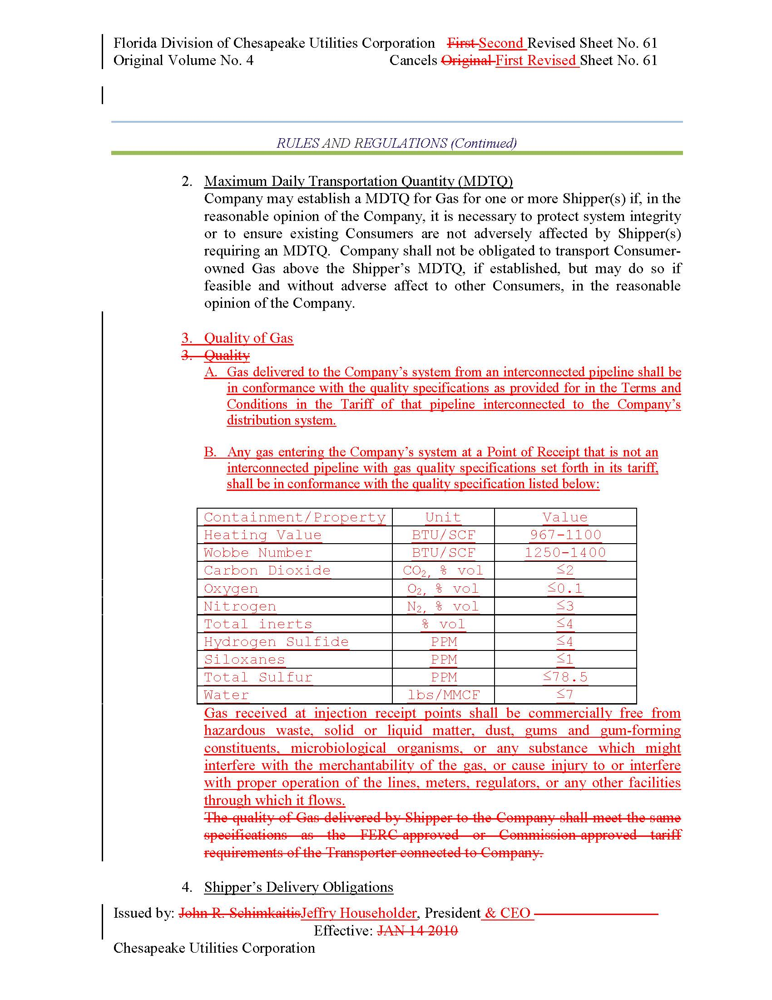 Florida Division of Chesapeake Utilities Corporation First Second Revised Sheet No. 61
Original Volume No. 4 Cancels Original First Revised Sheet No. 61
RULES AND REGULATIONS (Continued)
2. Maximum Daily Transportation Quantity (MDTQ)
Company may establish a MDTQ for Gas for one or more Shipper(s) if, in the
reasonable opinion of the Company, it is necessary to protect system integrity
or to ensure existing Consumers are not adversely affected by Shipper(s)
requiring an MDTQ. Company shall not be obligated to transport Consumer-
owned Gas above the Shipper’s MDTQ, if established, but may do so if
feasible and without adverse affect to other Consumers, in the reasonable
opinion of the Company.
3. Quality of Gas
3. Quality
A. Gas delivered to the Company’s system from an interconnected pipeline shall be
in conformance with the quality specifications as provided for in the Terms and
Conditions in the Tariff of that pipeline interconnected to the Company’s
distribution system.
B. Any gas entering the Company’s system at a Point of Receipt that is not an
interconnected pipeline with gas quality specifications set forth in its tariff,
shall be in conformance with the quality specification listed below:
Containment/Property Unit Value
Heating Value BTU/SCF 967-1100
Wobbe Number BTU/SCF 1250-1400
Carbon Dioxide CO₂, % vol ≤2
Oxygen O₂, % vol ≤0.1
Nitrogen N₂, % vol ≤3
Total inerts % vol ≤4
Hydrogen Sulfide PPM ≤4
Siloxanes PPM ≤1
Total Sulfur PPM ≤78.5
Water lbs/MMCF ≤7
Gas received at injection receipt points shall be commercially free from
hazardous waste, solid or liquid matter, dust, gums and gum-forming
constituents, microbiological organisms, or any substance which might
interfere with the merchantability of the gas, or cause injury to or interfere
with proper operation of the lines, meters, regulators, or any other facilities
through which it flows.
The quality of Gas delivered by Shipper to the Company shall meet the same
specifications as the FERC-approved or Commission-approved tariff
requirements of the Transporter connected to Company.
4. Shipper’s Delivery Obligations
Issued by: John R. SchimkaitisJeffry Householder, President & CEO
Effective: JAN 14 2010
Chesapeake Utilities Corporation